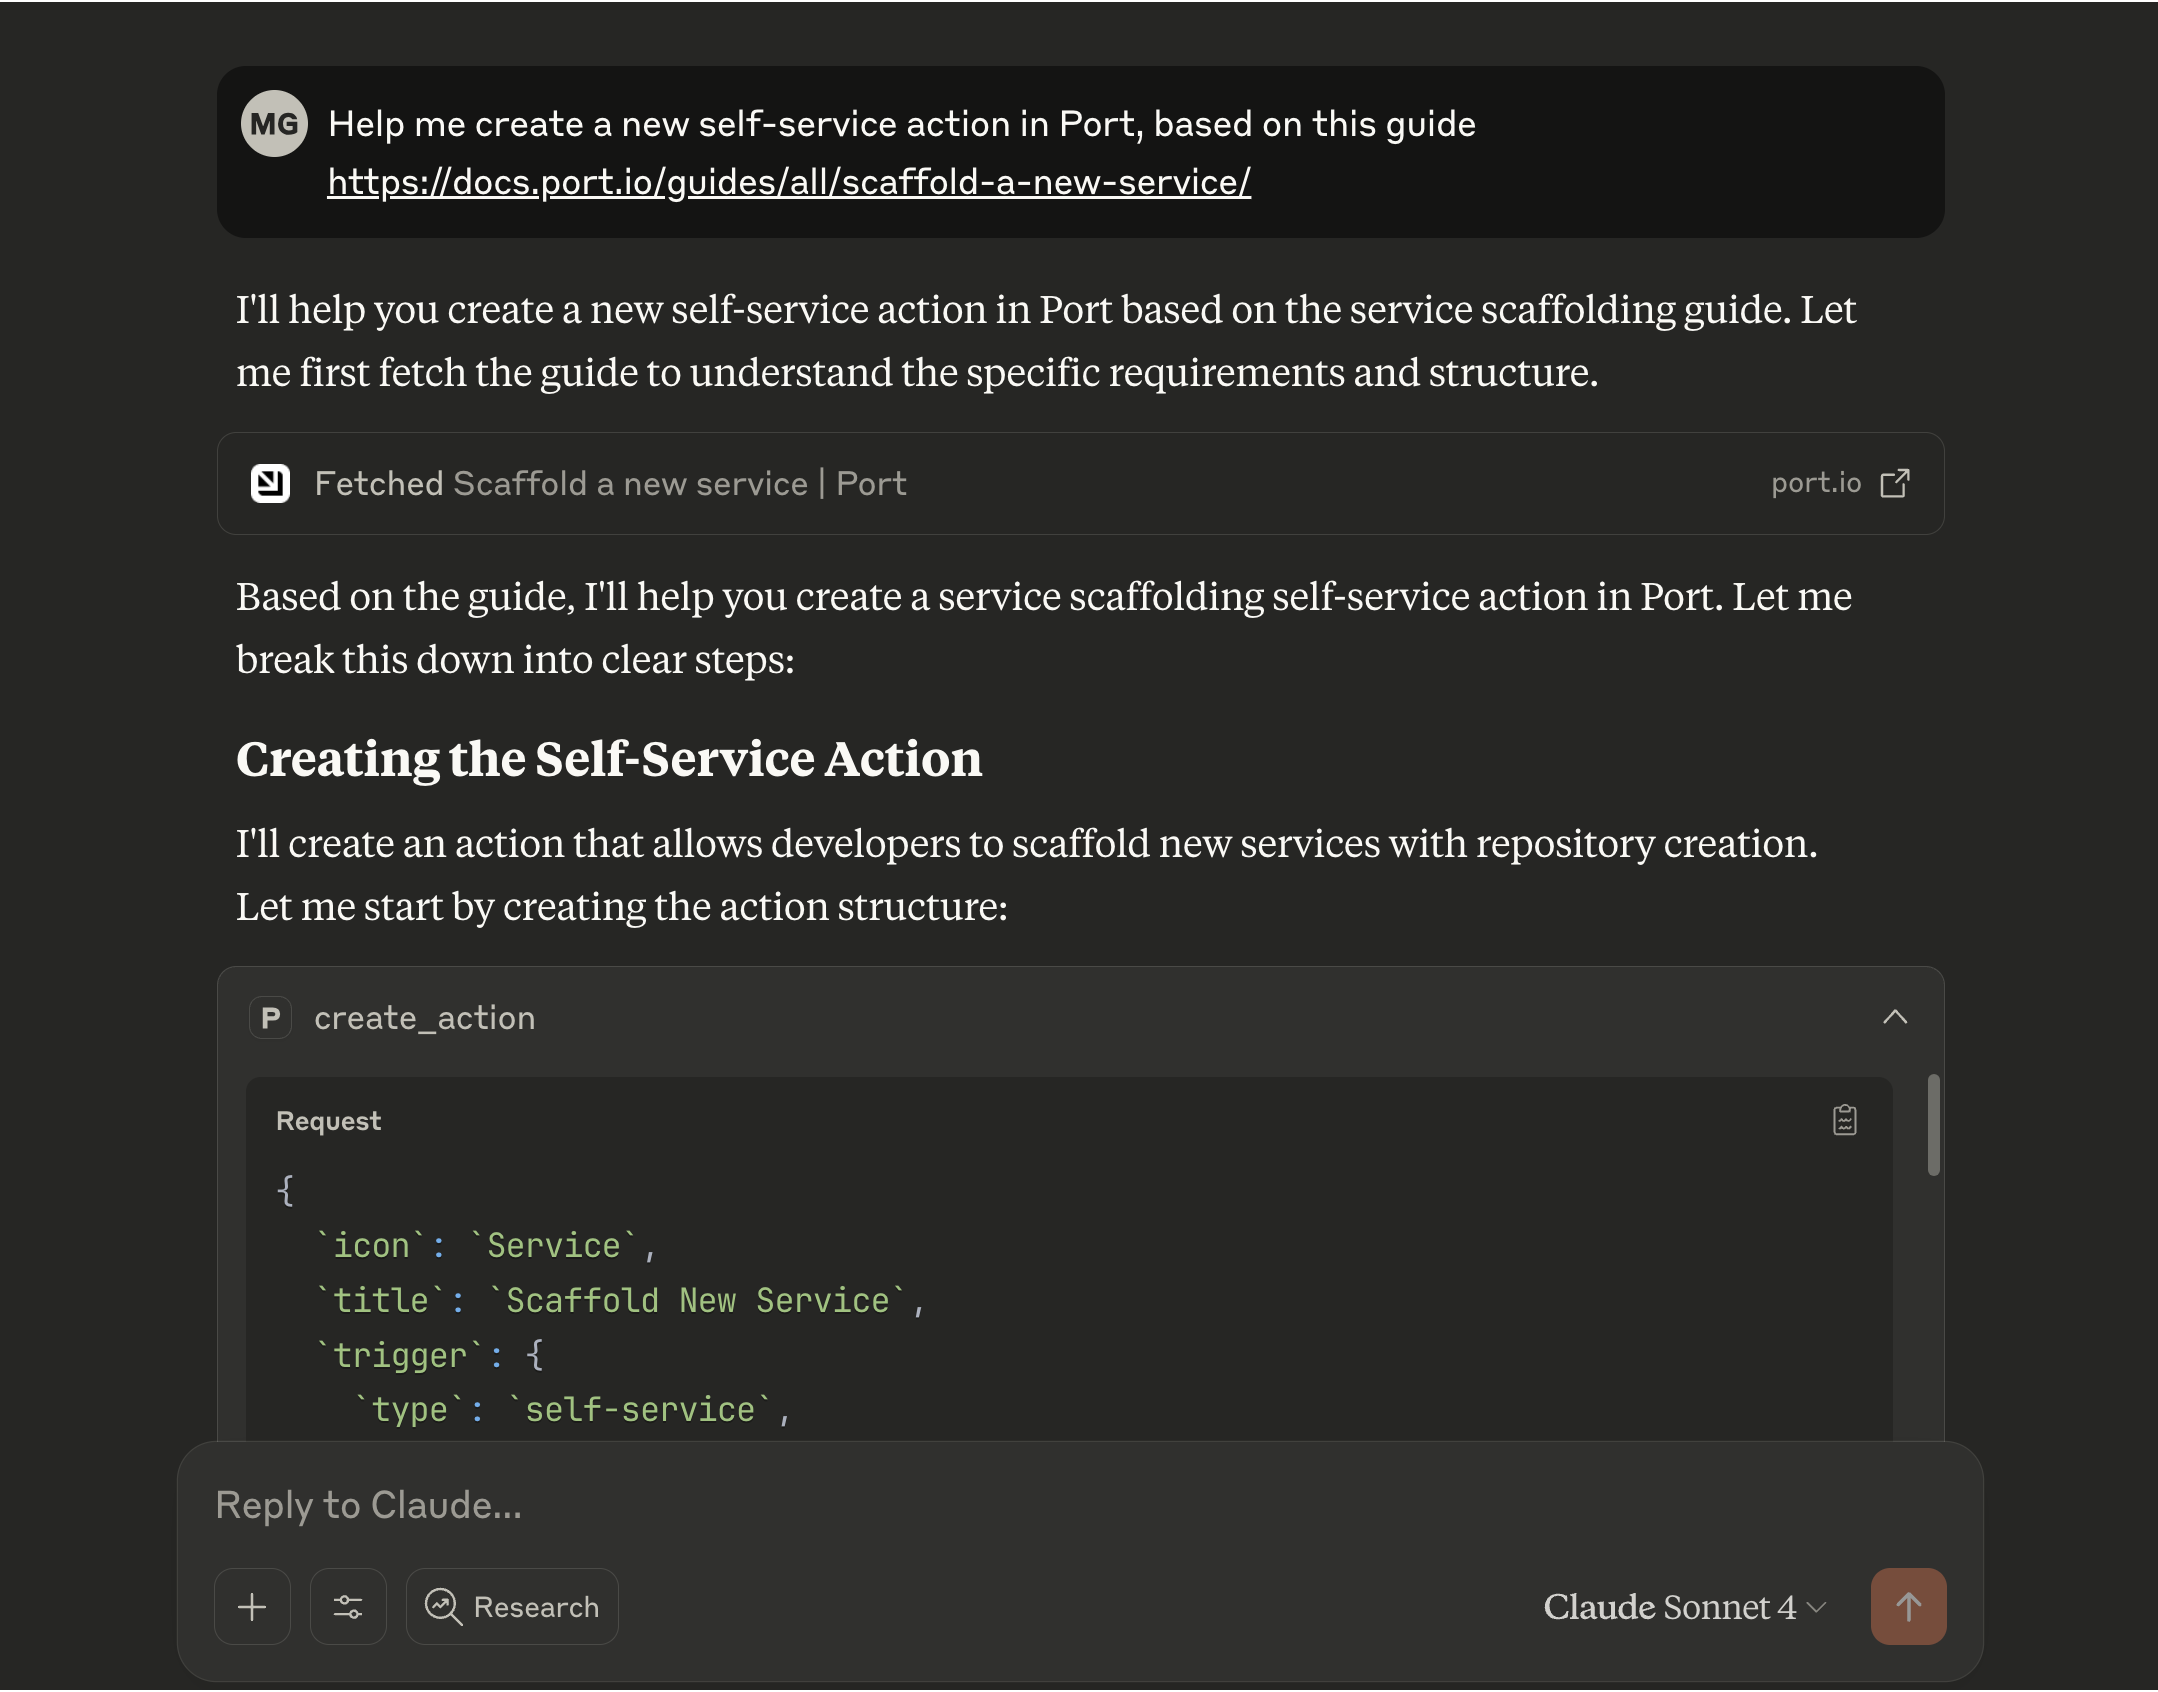 MG
Help me create a new self-service action in Port, based on this guide
https://docs.port.io/guides/all/scaffold-a-new-service/
I'll help you create a new self-service action in Port based on the service scaffolding guide. Let
me first fetch the guide to understand the specific requirements and structure.
Fetched Scaffold a new service | Port
port.io
Based on the guide, I'll help you create a service scaffolding self-service action in Port. Let me
break this down into clear steps:
Creating the Self-Service Action
I'll create an action that allows developers to scaffold new services with repository creation.
Let me start by creating the action structure:
P create_action
Request
{
  `icon`: `Service`,
  `title`: `Scaffold New Service`,
  `trigger`: {
    `type`: `self-service`,
Reply to Claude...
Research
Claude Sonnet 4